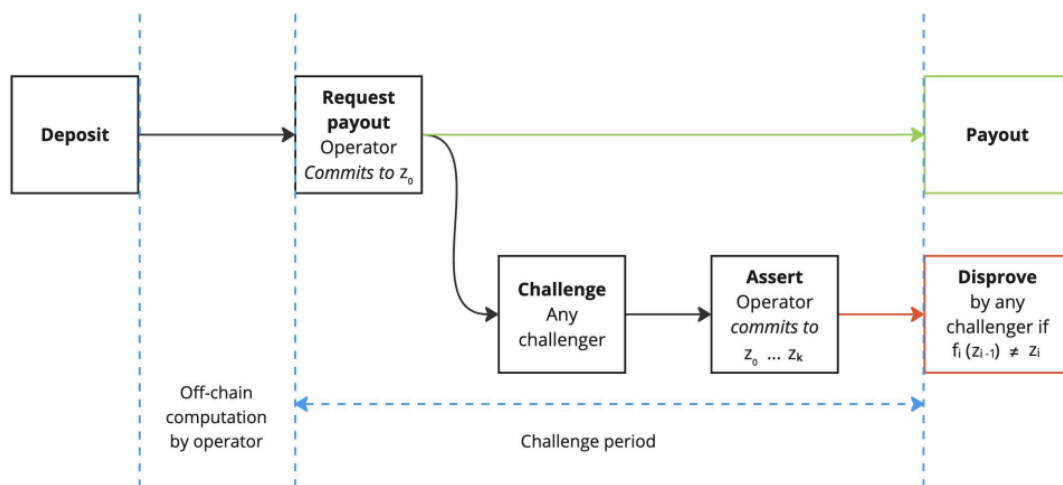 Deposit
Request
payout
Operator
Commits to z₀
Payout
Challenge
Any
challenger
Assert
Operator
commits to
z₀ ... zₖ
Disprove
by any
challenger if
fᵢ (zᵢ₋₁) ≠ zᵢ
Off-chain
computation
by operator
Challenge period